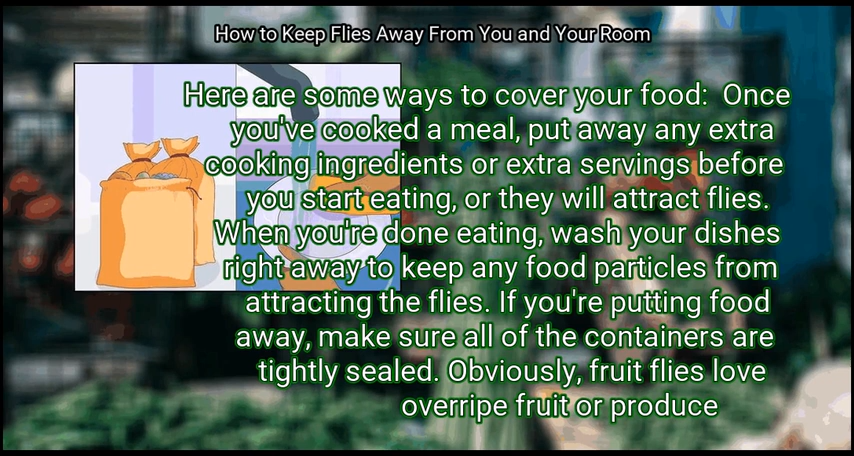 How to Keep Flies Away From You and Your Room
Here are some ways to cover your food:  Once
you've cooked a meal, put away any extra
cooking ingredients or extra servings before
you start eating, or they will attract flies.
When you're done eating, wash your dishes
right away to keep any food particles from
attracting the flies. If you're putting food
away, make sure all of the containers are
tightly sealed. Obviously, fruit flies love
overripe fruit or produce